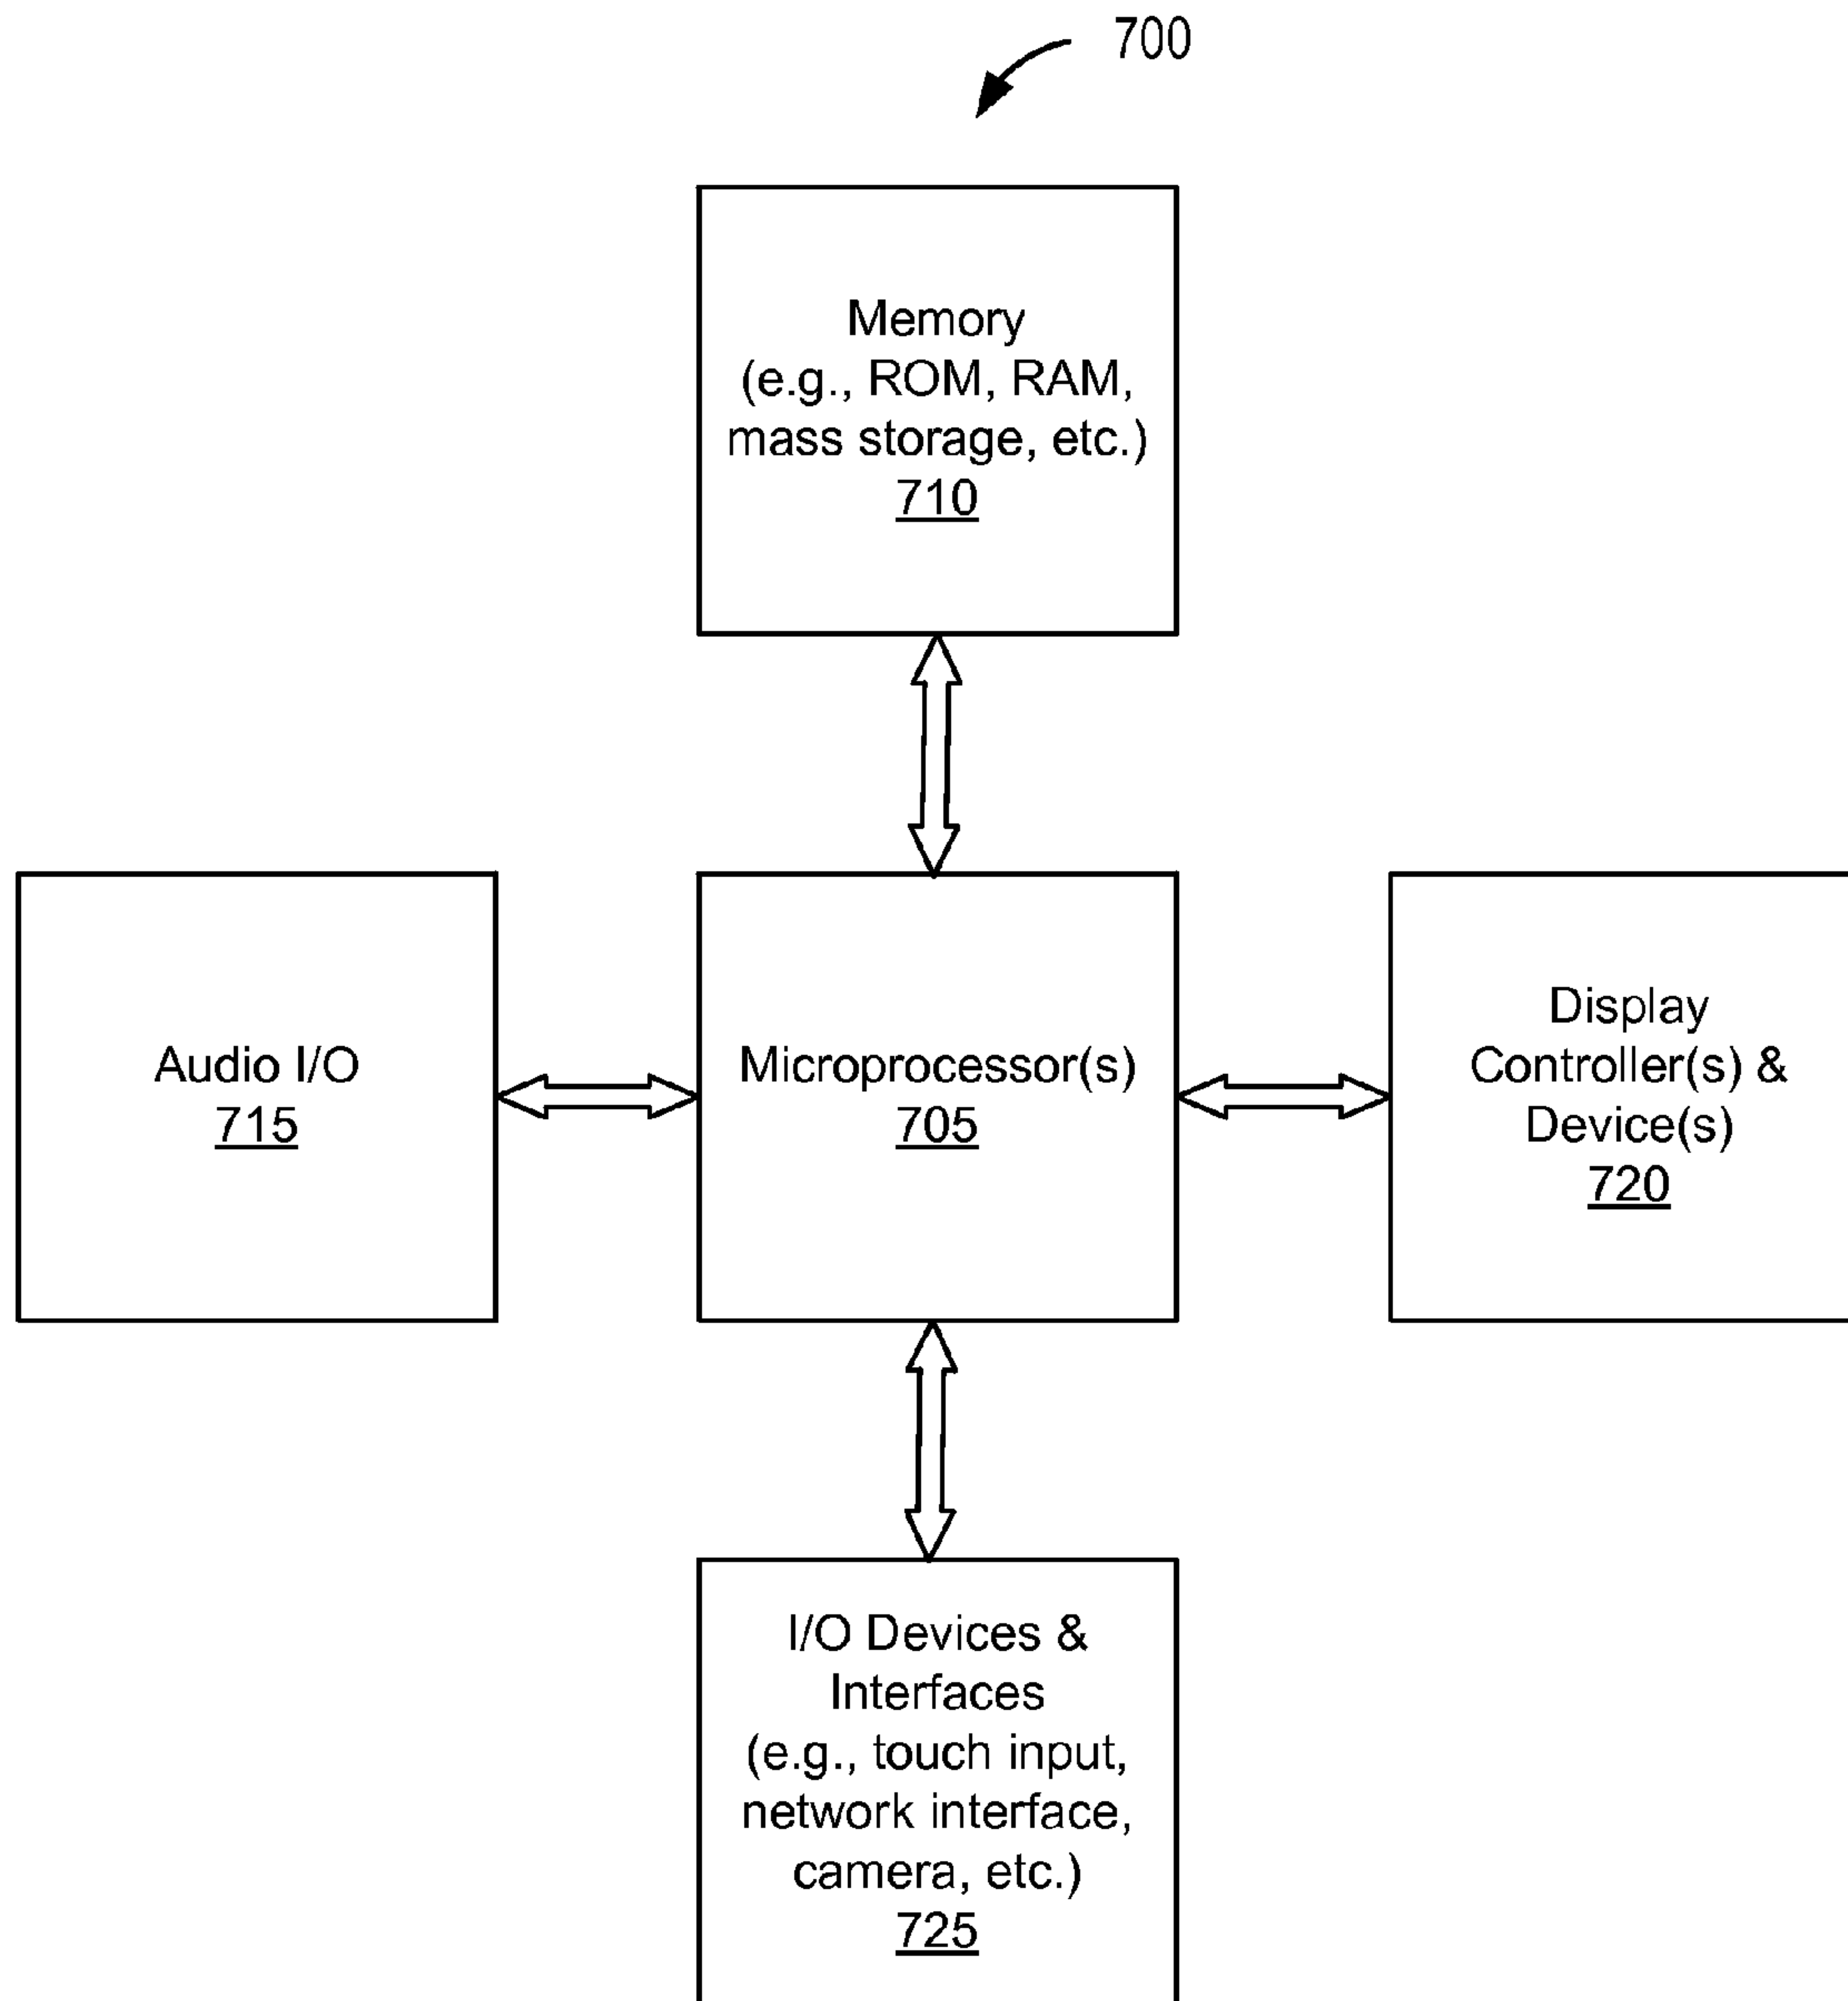 700
Memory
(e.g., ROM, RAM,
mass storage, etc.)
710
Audio I/O
715
Microprocessor(s)
705
Display
Controller(s) &
Device(s)
720
I/O Devices &
Interfaces
(e.g., touch input,
network interface,
camera, etc.)
725